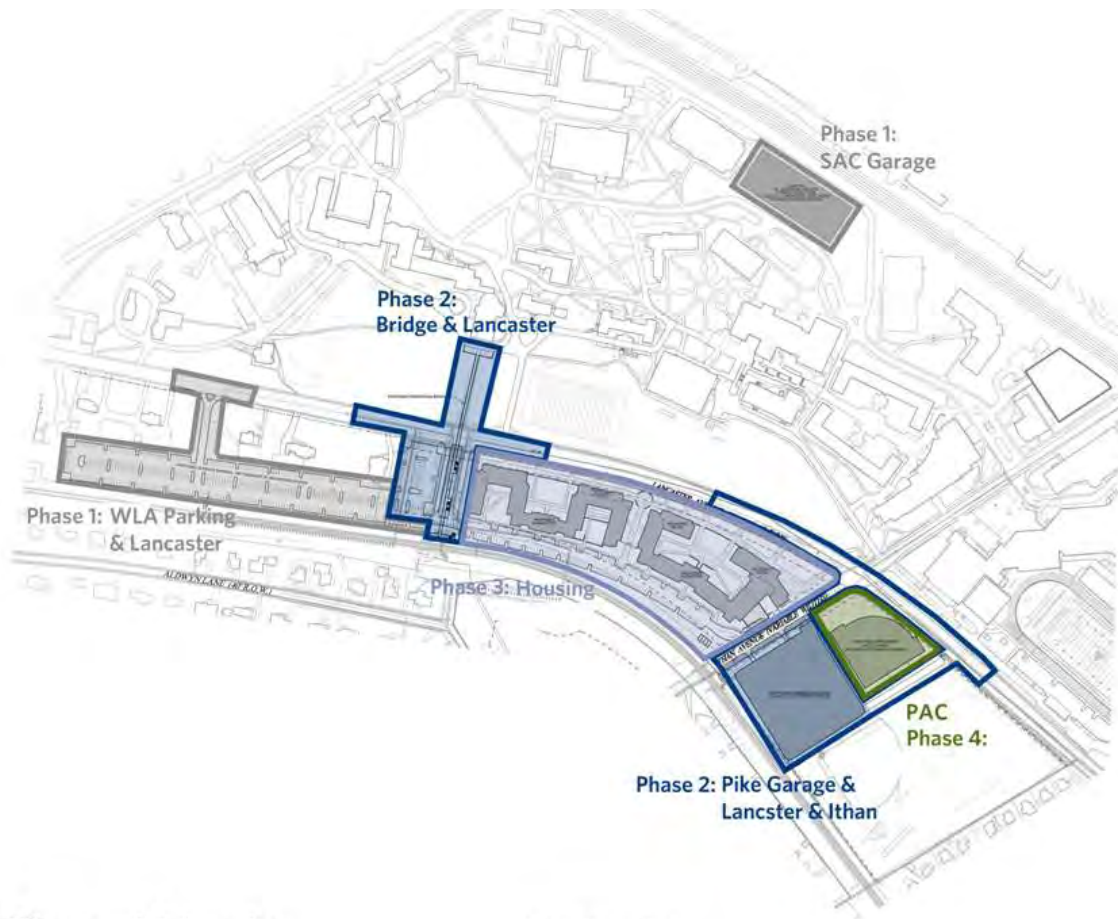 Phase 1:
SAC Garage
Phase 2:
Bridge & Lancaster
Phase 1: WLA Parking
& Lancaster
Phase 3: Housing
ALDWYN LANE (40' R.O.W.)
LANCASTER
PAC
Phase 4:
Phase 2: Pike Garage &
Lancster & Ithan